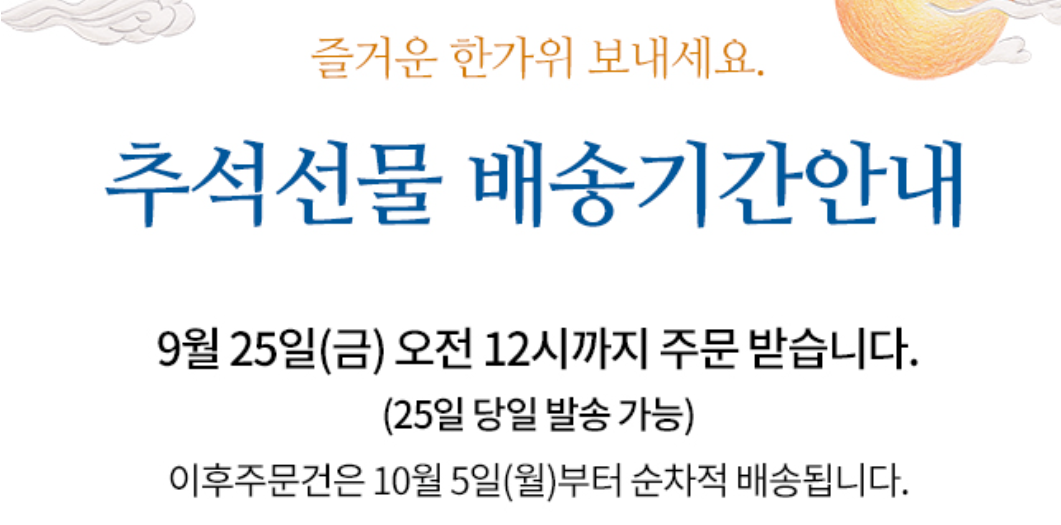 즐거운 한가위 보내세요.
추석선물 배송기간안내
9월 25일(금) 오전 12시까지 주문 받습니다.
(25일 당일 발송 가능)
이후주문건은 10월 5일(월)부터 순차적 배송됩니다.